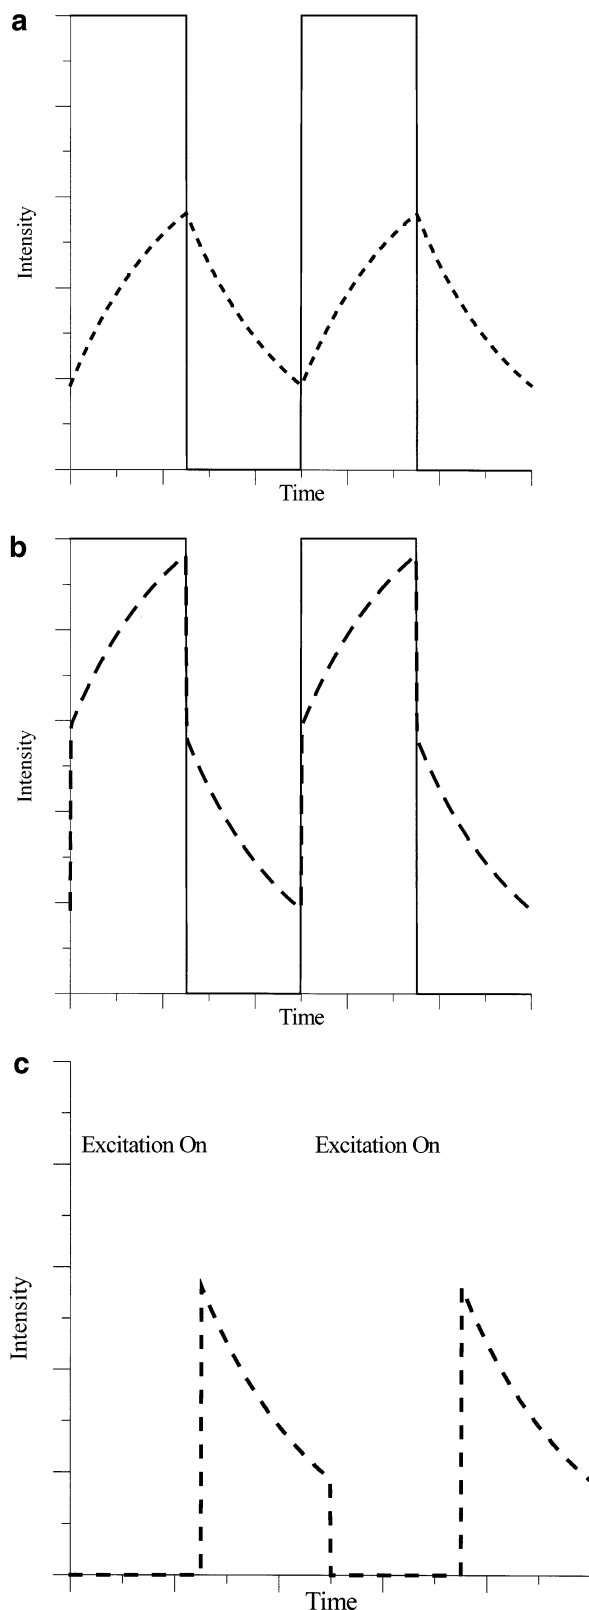 a
Intensity
Time
b
Intensity
Time
c
Excitation On Excitation On
Intensity
Time